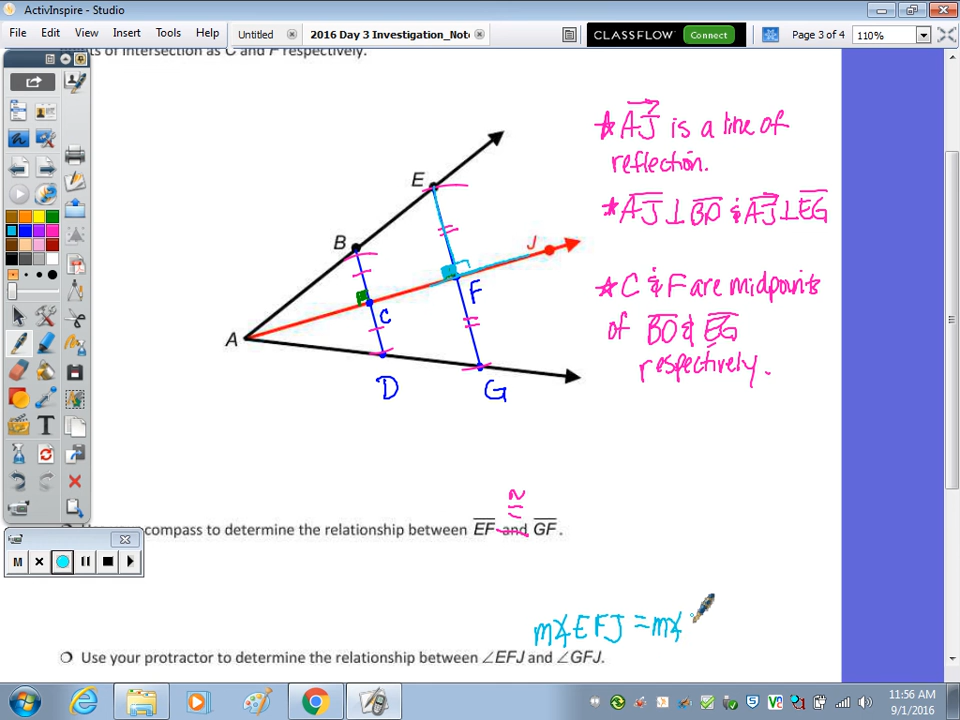 ActivInspire - Studio
File Edit View Insert Tools Help
Untitled
2016 Day 3 Investigation_Note
CLASSFLOW Connect
Page 3 of 4
110%
points of intersection as C and F respectively.
AJ is a line of
reflection.
AJ ⊥ BD & AJ ⊥ EG
C & F are midpoints
of BD & EG
respectively.
E
B
J
F
C
A
D
G
≅
compass to determine the relationship between EF and GF.
M
m∡EFJ = m∡
Use your protractor to determine the relationship between ∠EFJ and ∠GFJ.
11:56 AM
9/1/2016